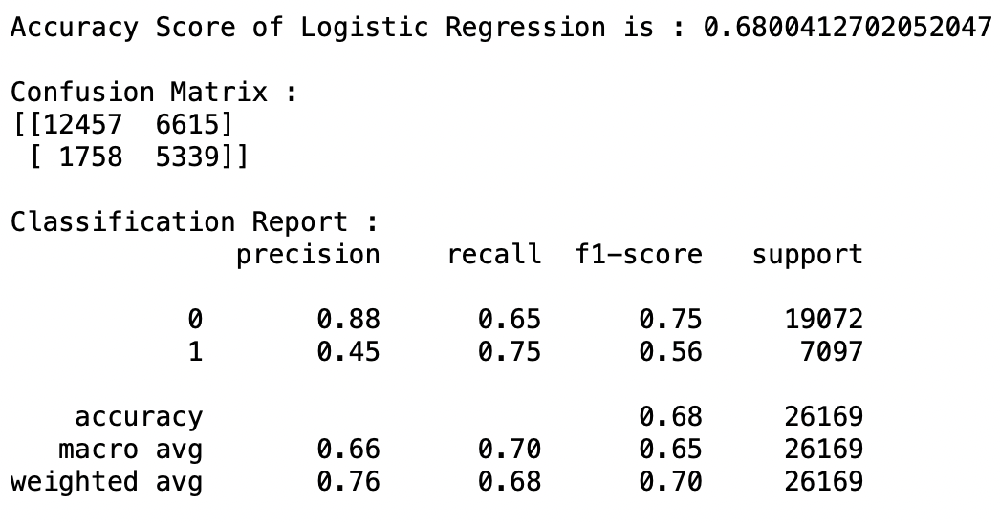 Accuracy Score of Logistic Regression is : 0.6800412702052047
Confusion Matrix :
[[12457  6615]
 [ 1758  5339]]
Classification Report :
              precision    recall  f1-score   support
           0       0.88      0.65      0.75     19072
           1       0.45      0.75      0.56      7097
    accuracy                           0.68     26169
   macro avg       0.66      0.70      0.65     26169
weighted avg       0.76      0.68      0.70     26169